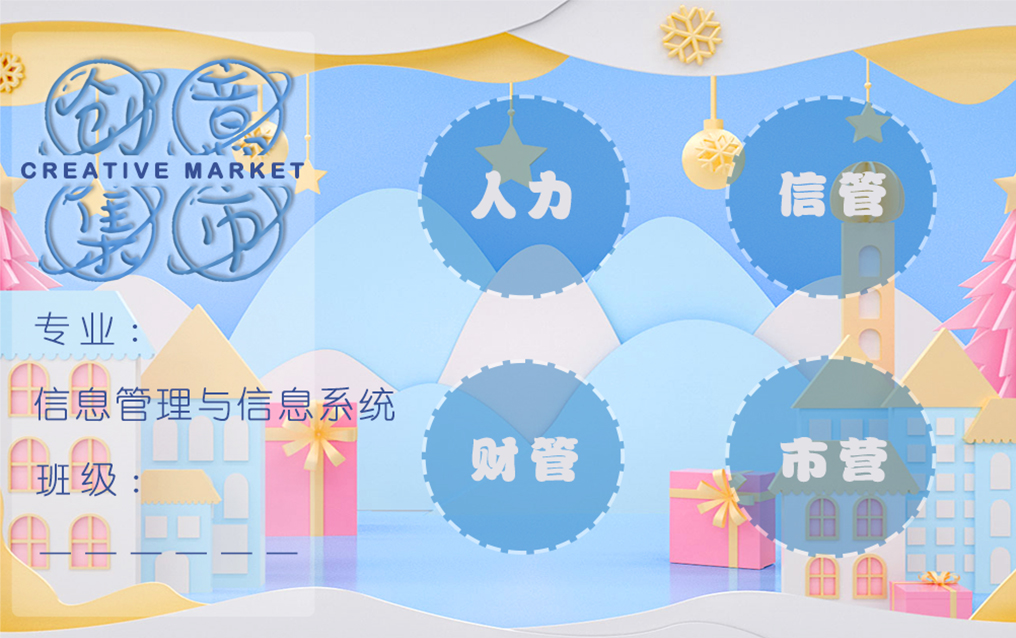 创意
CREATIVE MARKET
集市
专业：
信息管理与信息系统
班级：
人力
信管
财管
市营